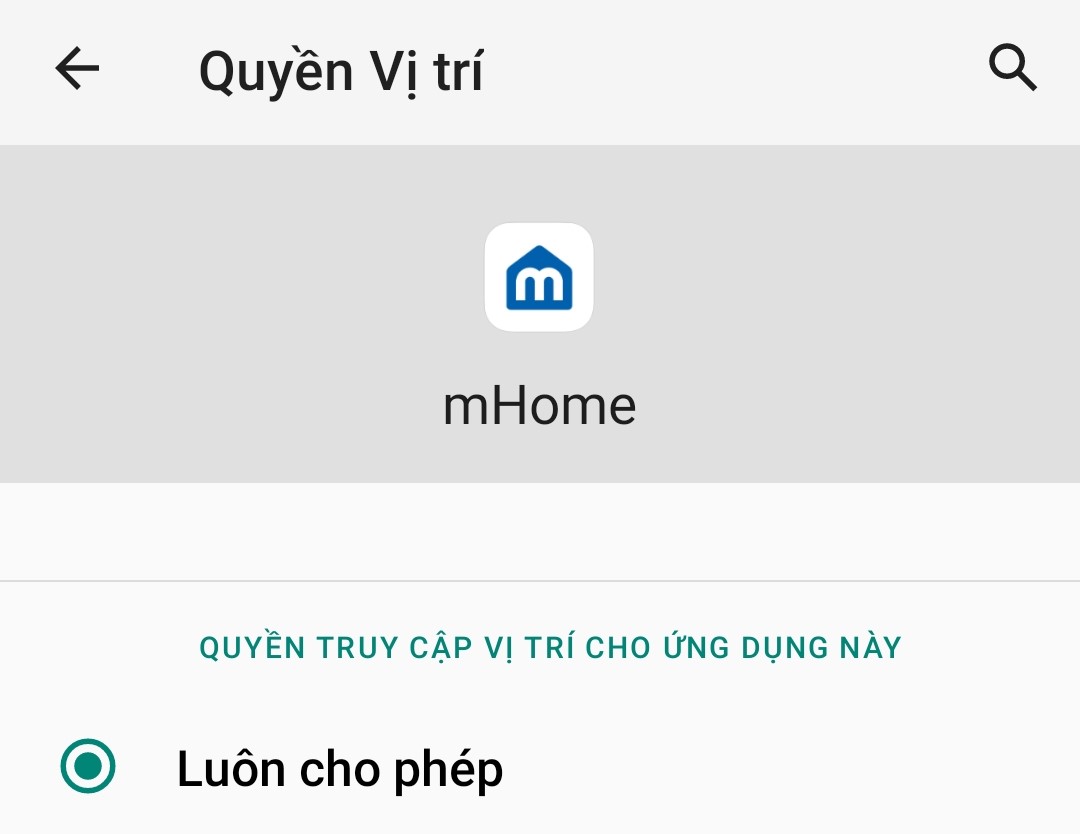 Quyền Vị trí
m
mHome
QUYỀN TRUY CẬP VỊ TRÍ CHO ỨNG DỤNG NÀY
Luôn cho phép